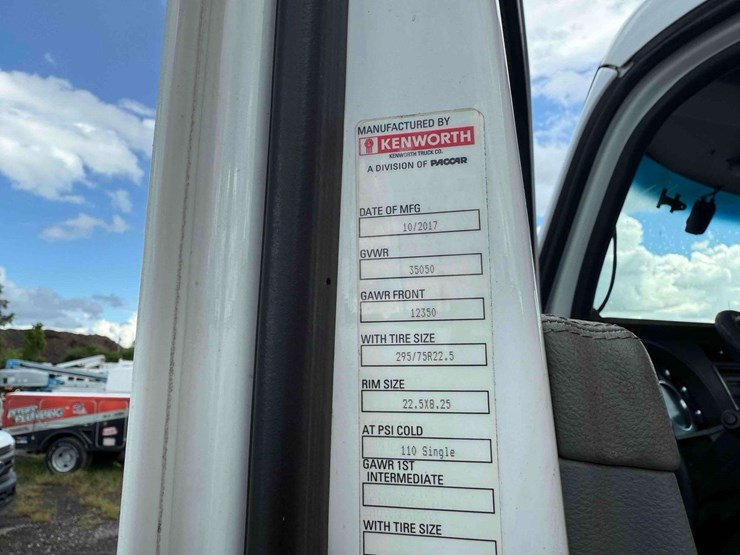 MANUFACTURED BY
KENWORTH
KENWORTH TRUCK CO.
A DIVISION OF PACCAR
DATE OF MFG
10/2017
GVWR
35050
GAWR FRONT
12350
WITH TIRE SIZE
295/75R22.5
RIM SIZE
22.5X8.25
AT PSI COLD
110 Single
GAWR 1ST
INTERMEDIATE
WITH TIRE SIZE